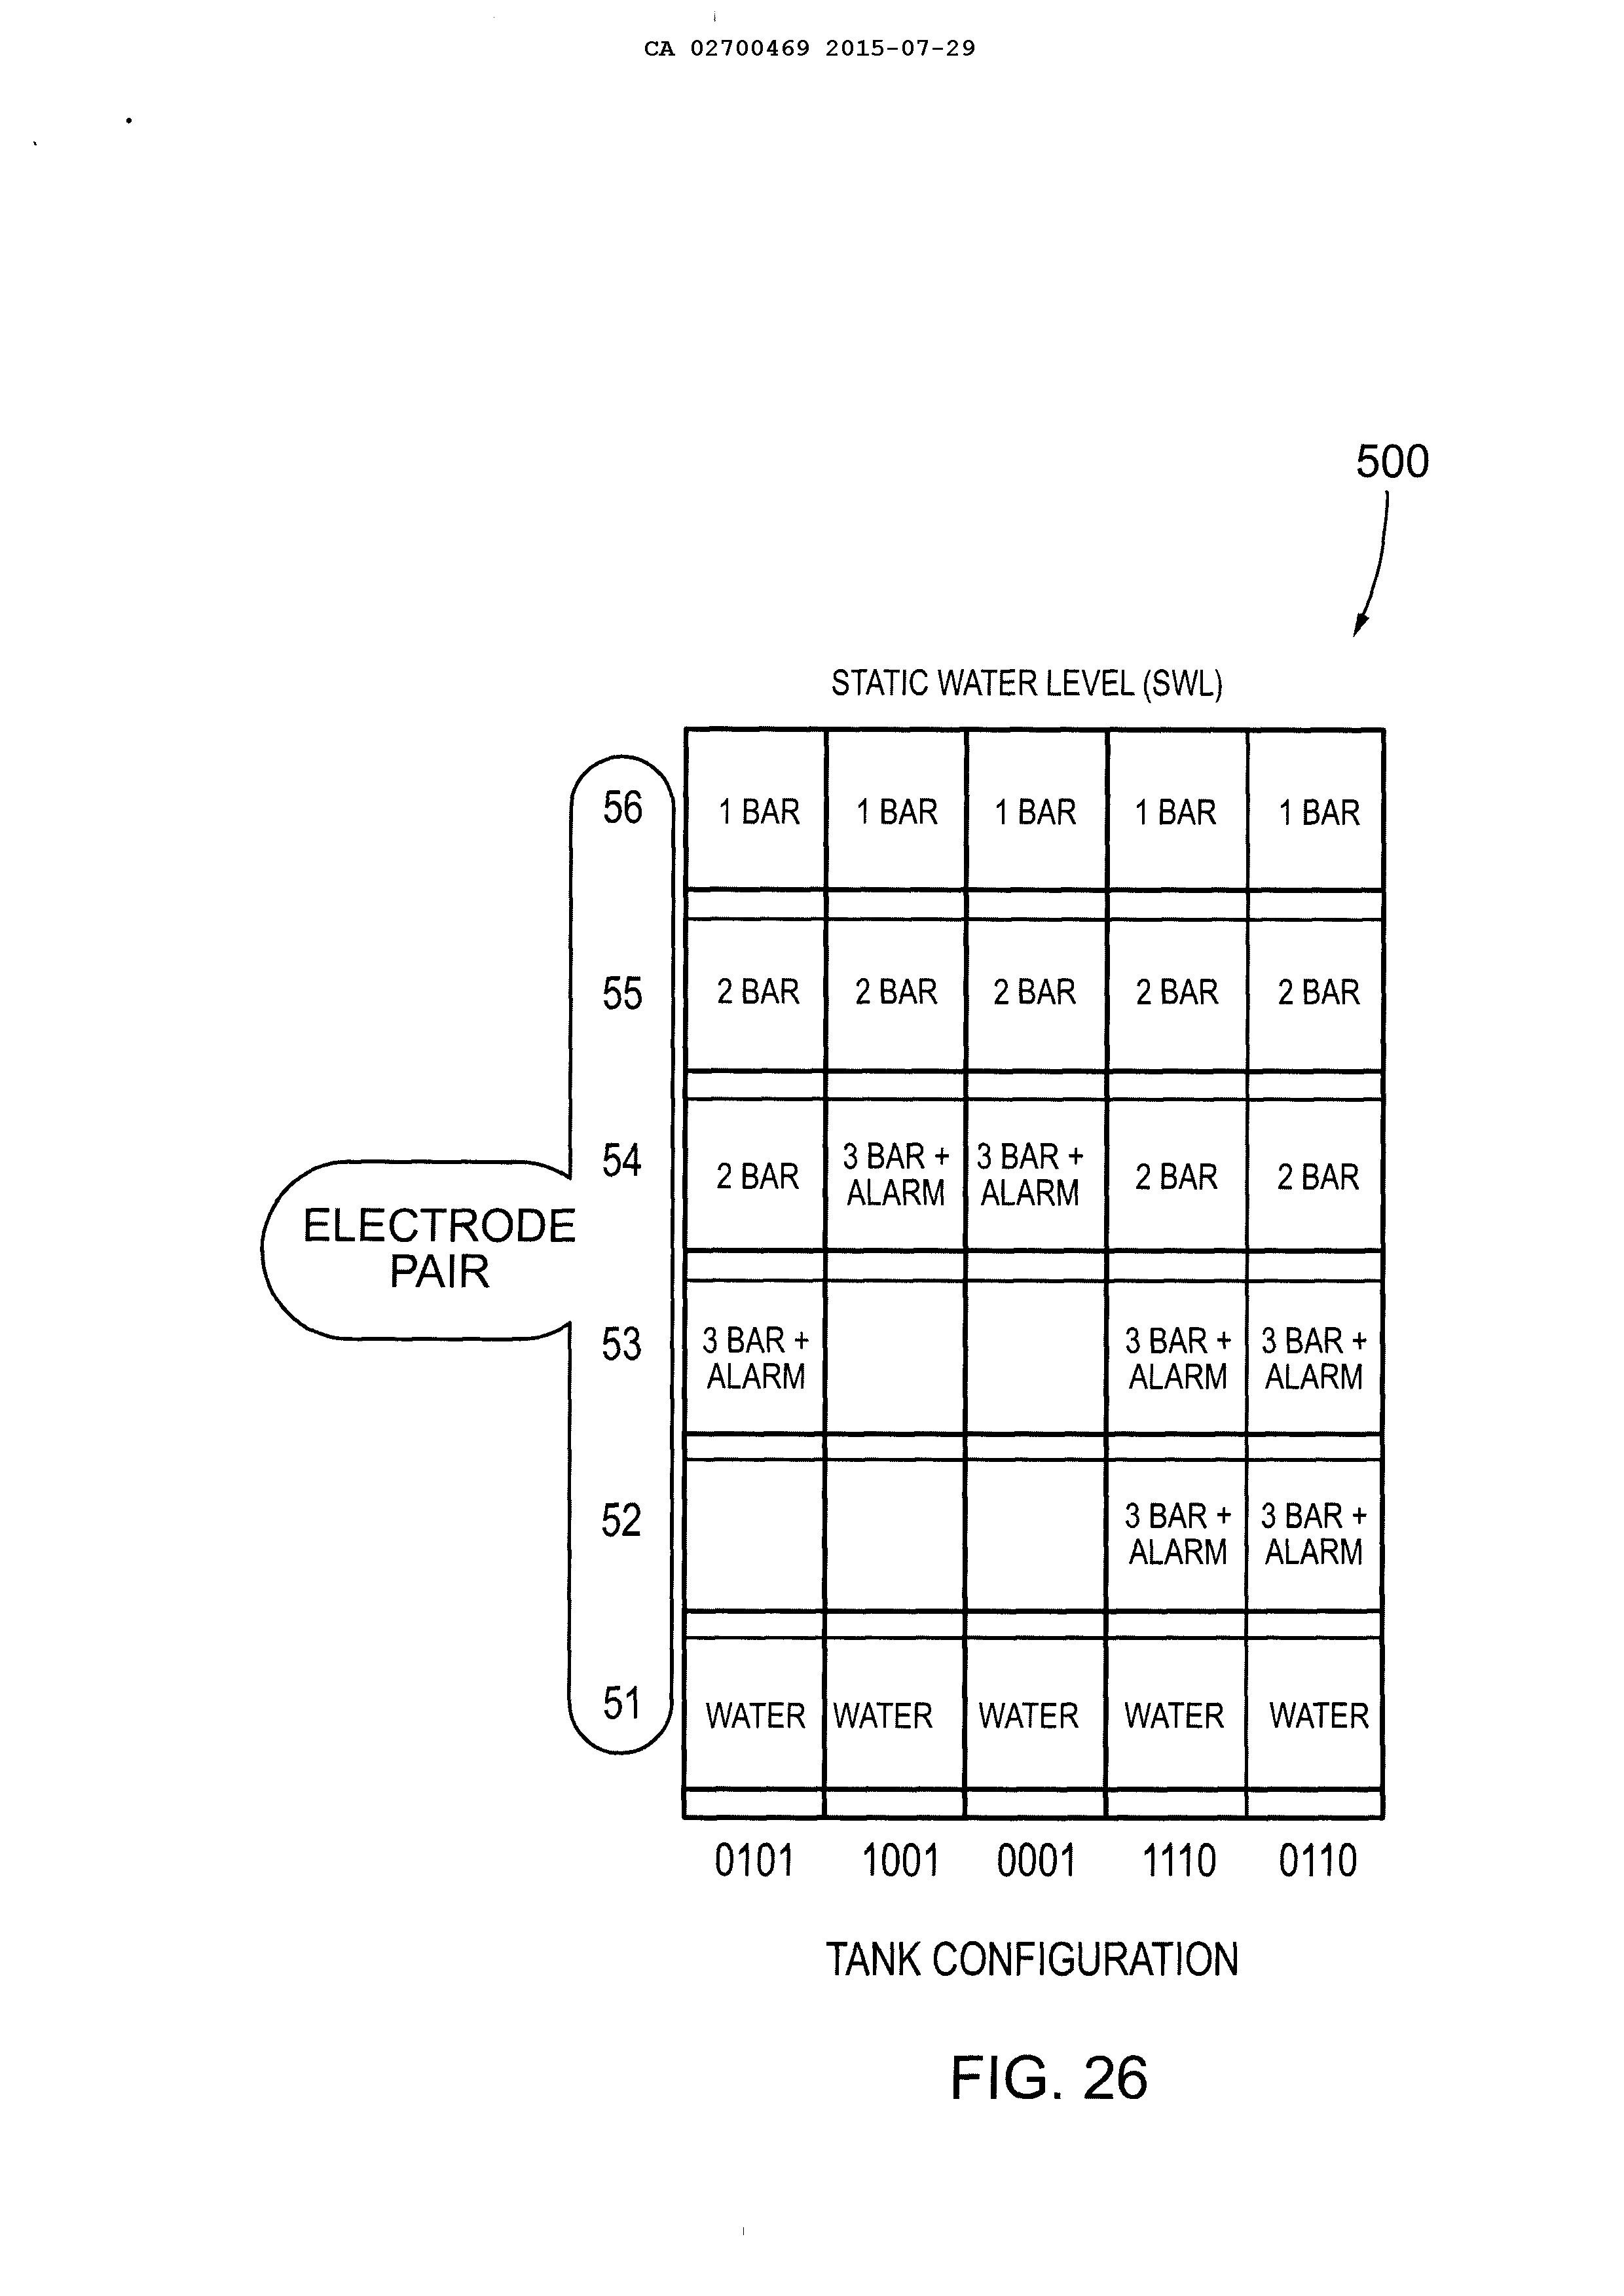 CA 02700469 2015-07-29
500
STATIC WATER LEVEL (SWL)
56 1 BAR 1 BAR 1 BAR 1 BAR 1 BAR
55 2 BAR 2 BAR 2 BAR 2 BAR 2 BAR
54 2 BAR 3 BAR + ALARM 3 BAR + ALARM 2 BAR 2 BAR
ELECTRODE
PAIR
53 3 BAR + ALARM 3 BAR + ALARM 3 BAR + ALARM
52 3 BAR + ALARM 3 BAR + ALARM
51 WATER WATER WATER WATER WATER
0101 1001 0001 1110 0110
TANK CONFIGURATION
FIG. 26